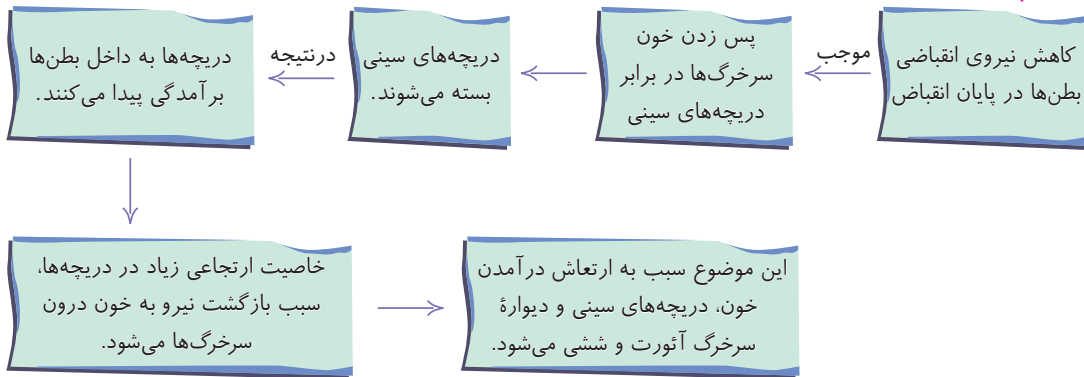 کاهش نیروی انقباضی
بطن‌ها در پایان انقباض
موجب
پس زدن خون
سرخرگ‌ها در برابر
دریچه‌های سینی
دریچه‌های سینی
بسته می‌شوند.
درنتیجه
دریچه‌ها به داخل بطن‌ها
برآمدگی پیدا می‌کنند.
خاصیت ارتجاعی زیاد در دریچه‌ها،
سبب بازگشت نیرو به خون درون
سرخرگ‌ها می‌شود.
این موضوع سبب به ارتعاش درآمدن
خون، دریچه‌های سینی و دیوارهٔ
سرخرگ آئورت و ششی می‌شود.